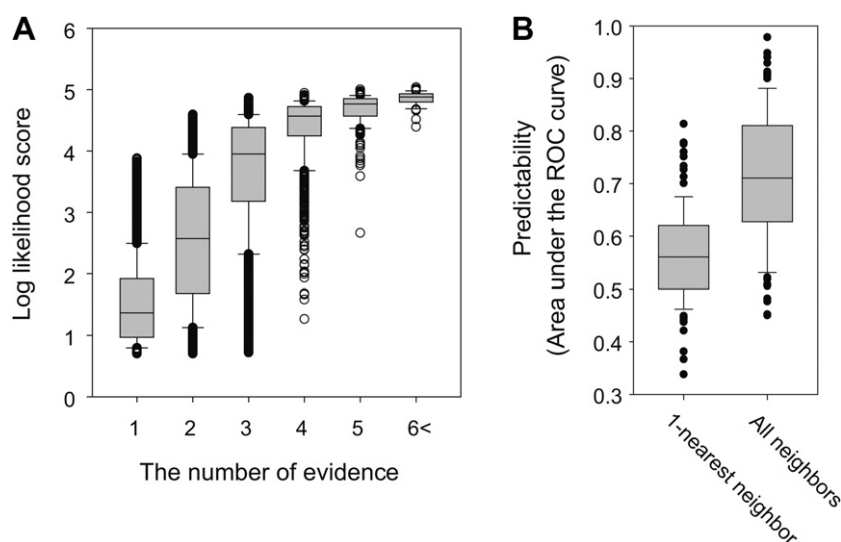 A
6
5
4
3
2
1
0
Log likelihood score
1 2 3 4 5 6<
The number of evidence
B
1.0
0.9
0.8
0.7
0.6
0.5
0.4
0.3
Predictability
(Area under the ROC curve)
1-nearest neighbor
All neighbors